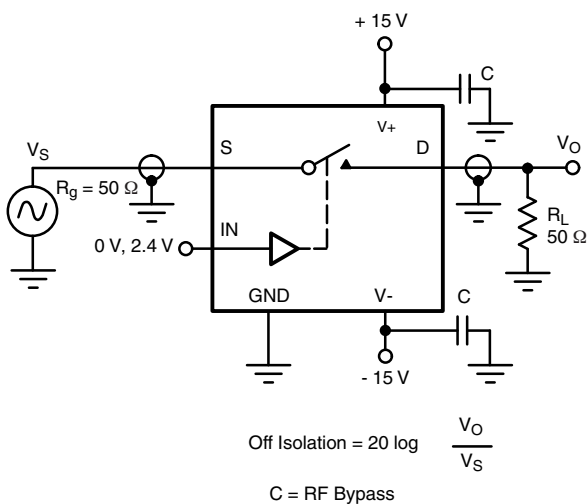 + 15 V
C
V+
VS
S
D
VO
Rg = 50 Ω
RL
50 Ω
0 V, 2.4 V
IN
GND
V-
C
- 15 V
Off Isolation = 20 log VO
VS
C = RF Bypass